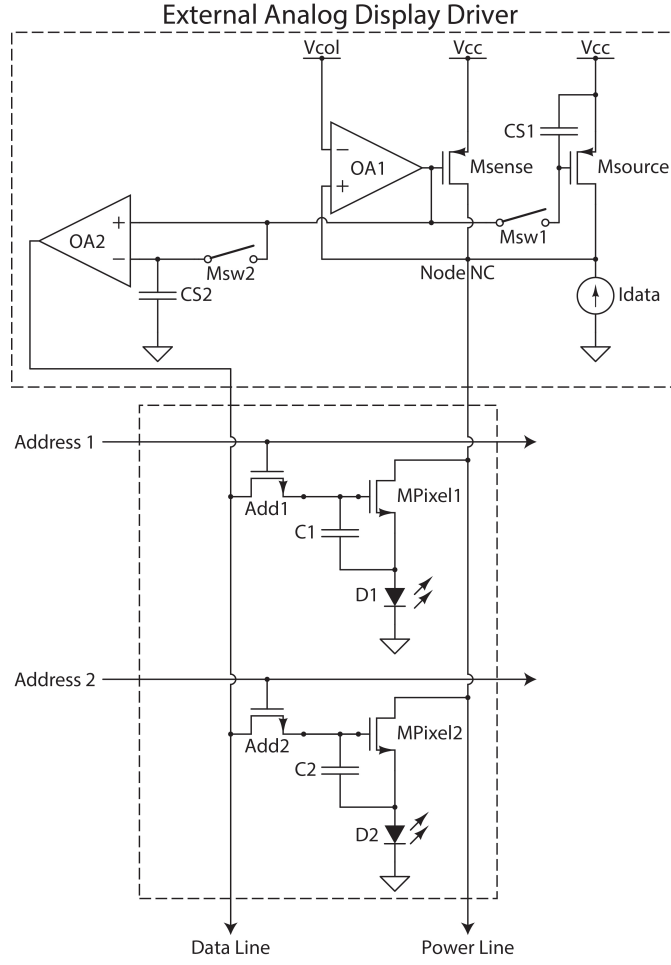 External Analog Display Driver
Vcol Vcc Vcc
CS1
OA1 Msense Msource
−
+
OA2
+
−
Msw1
Msw2
CS2
Node NC
Idata
Address 1
Add1
MPixel1
C1
D1
Address 2
Add2
MPixel2
C2
D2
Data Line Power Line